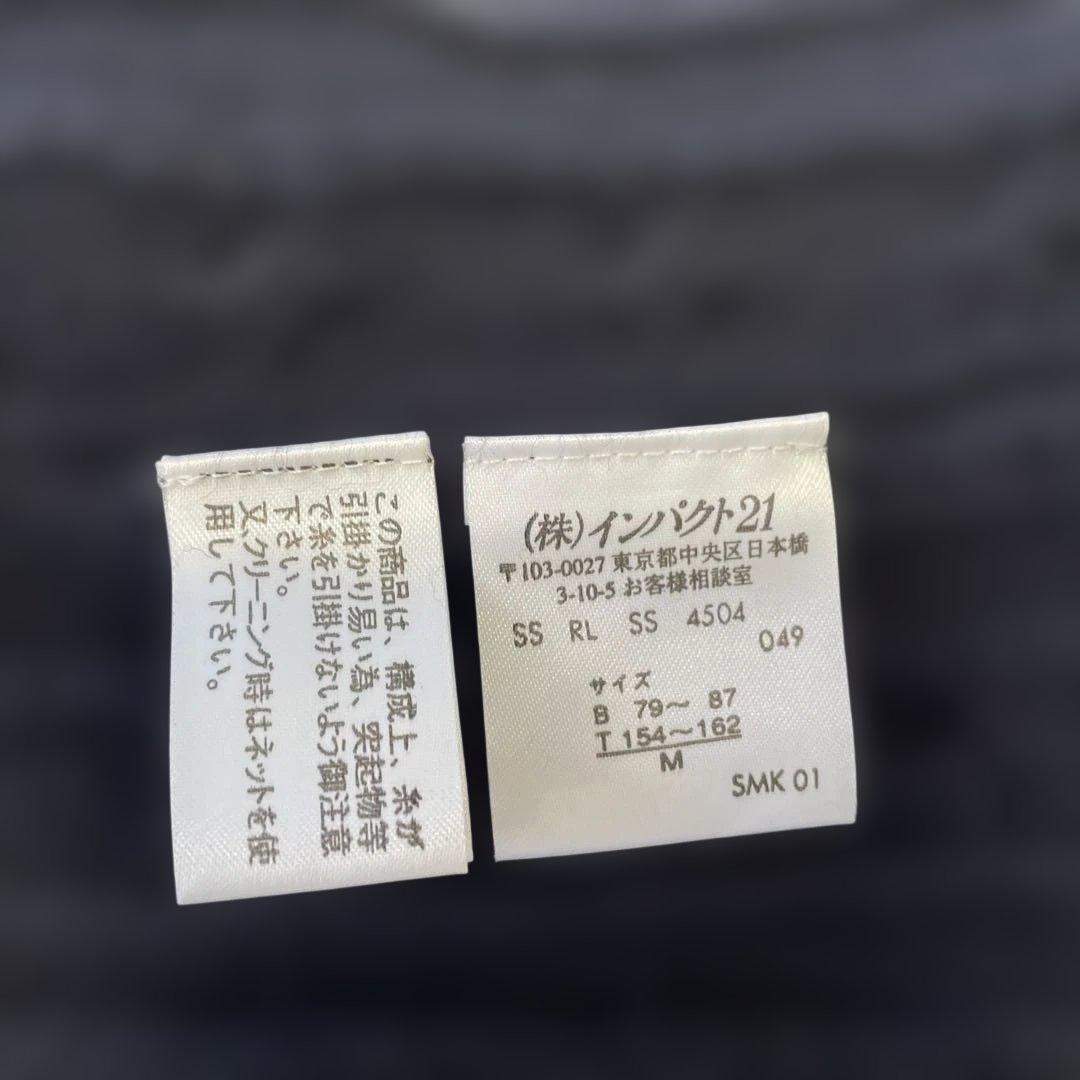 この商品は、構成上、糸が
引掛かり易い為、突起物等
で糸を引掛けないよう御注意
下さい。
又クリーニング時はネットを使
用して下さい。
(株)インパクト21
〒103-0027 東京都中央区日本橋
3-10-5 お客様相談室
SS RL SS 4504
049
サイズ
B 79〜 87
T 154〜162
M
SMK 01